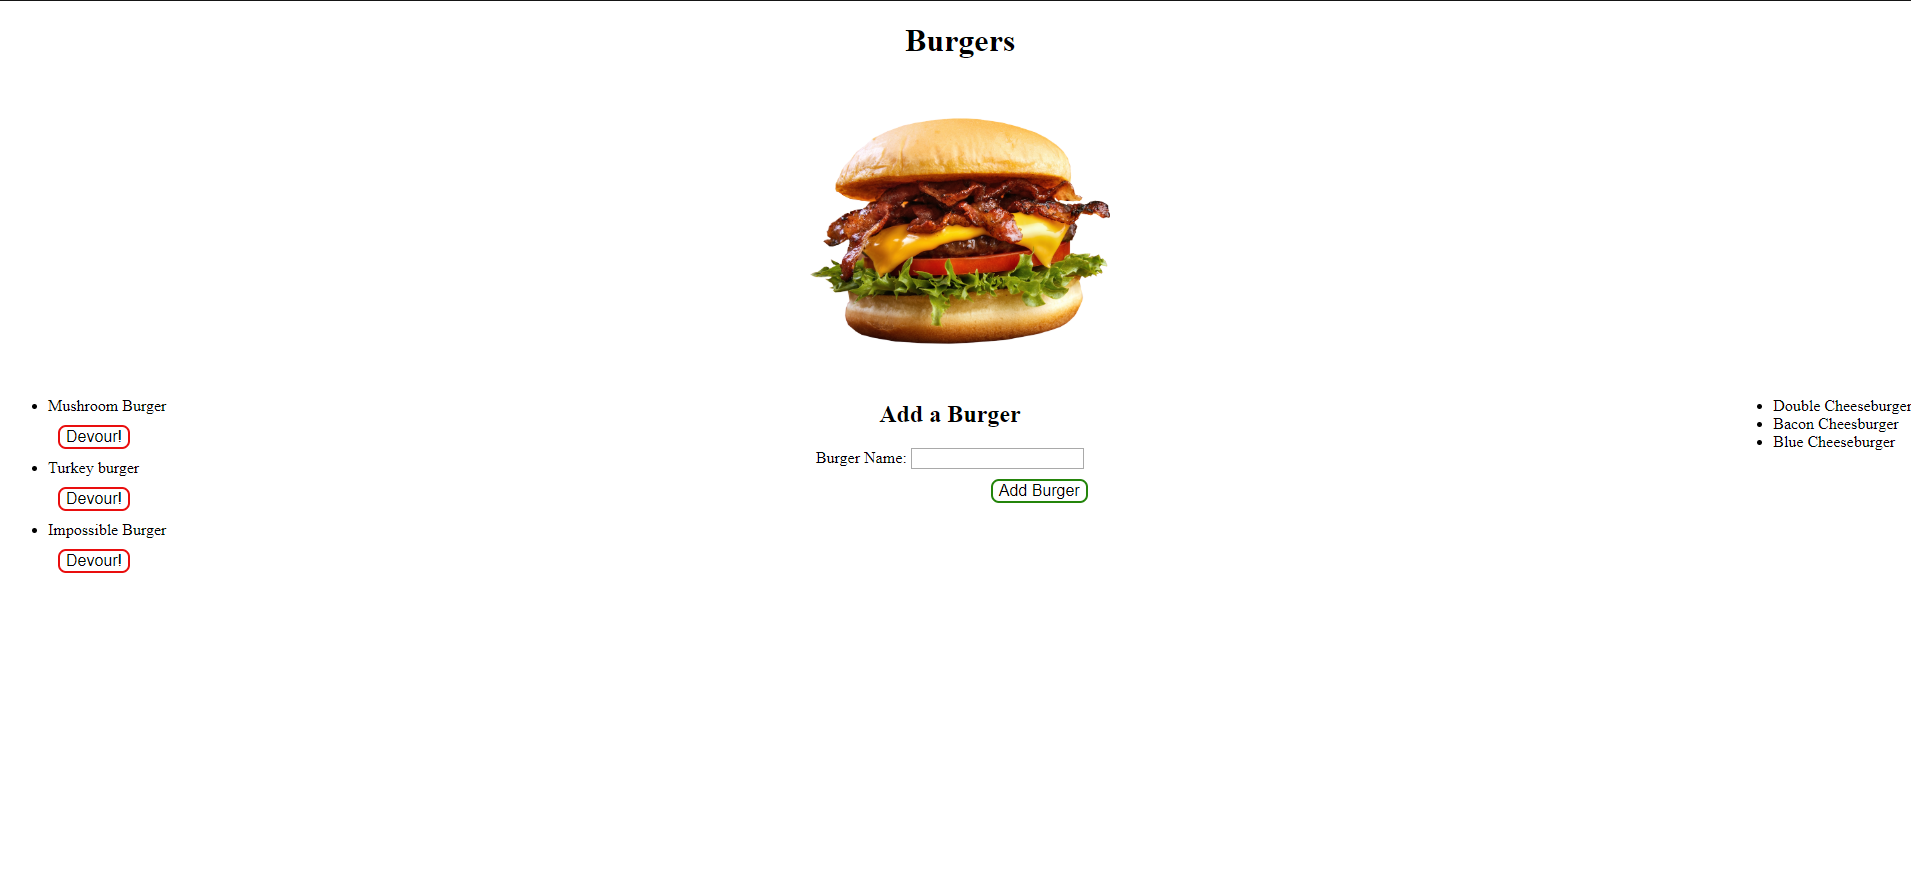 Burgers
Mushroom Burger
Devour!
Turkey burger
Devour!
Impossible Burger
Devour!
Add a Burger
Burger Name:
Add Burger
Double Cheeseburger
Bacon Cheesburger
Blue Cheeseburger